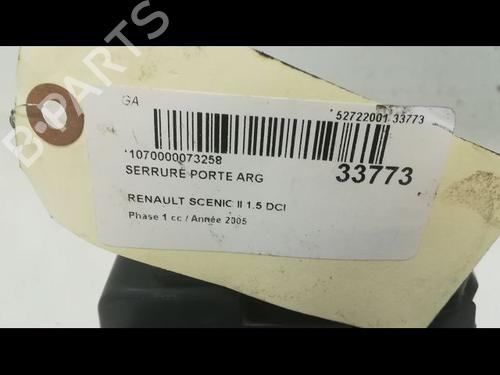 B-PARTS
GA
52722001 33773
*1070000073258
SERRURE PORTE ARG
33773
RENAULT SCENIC II 1.5 DCI
Phase 1 cc / Année 2005